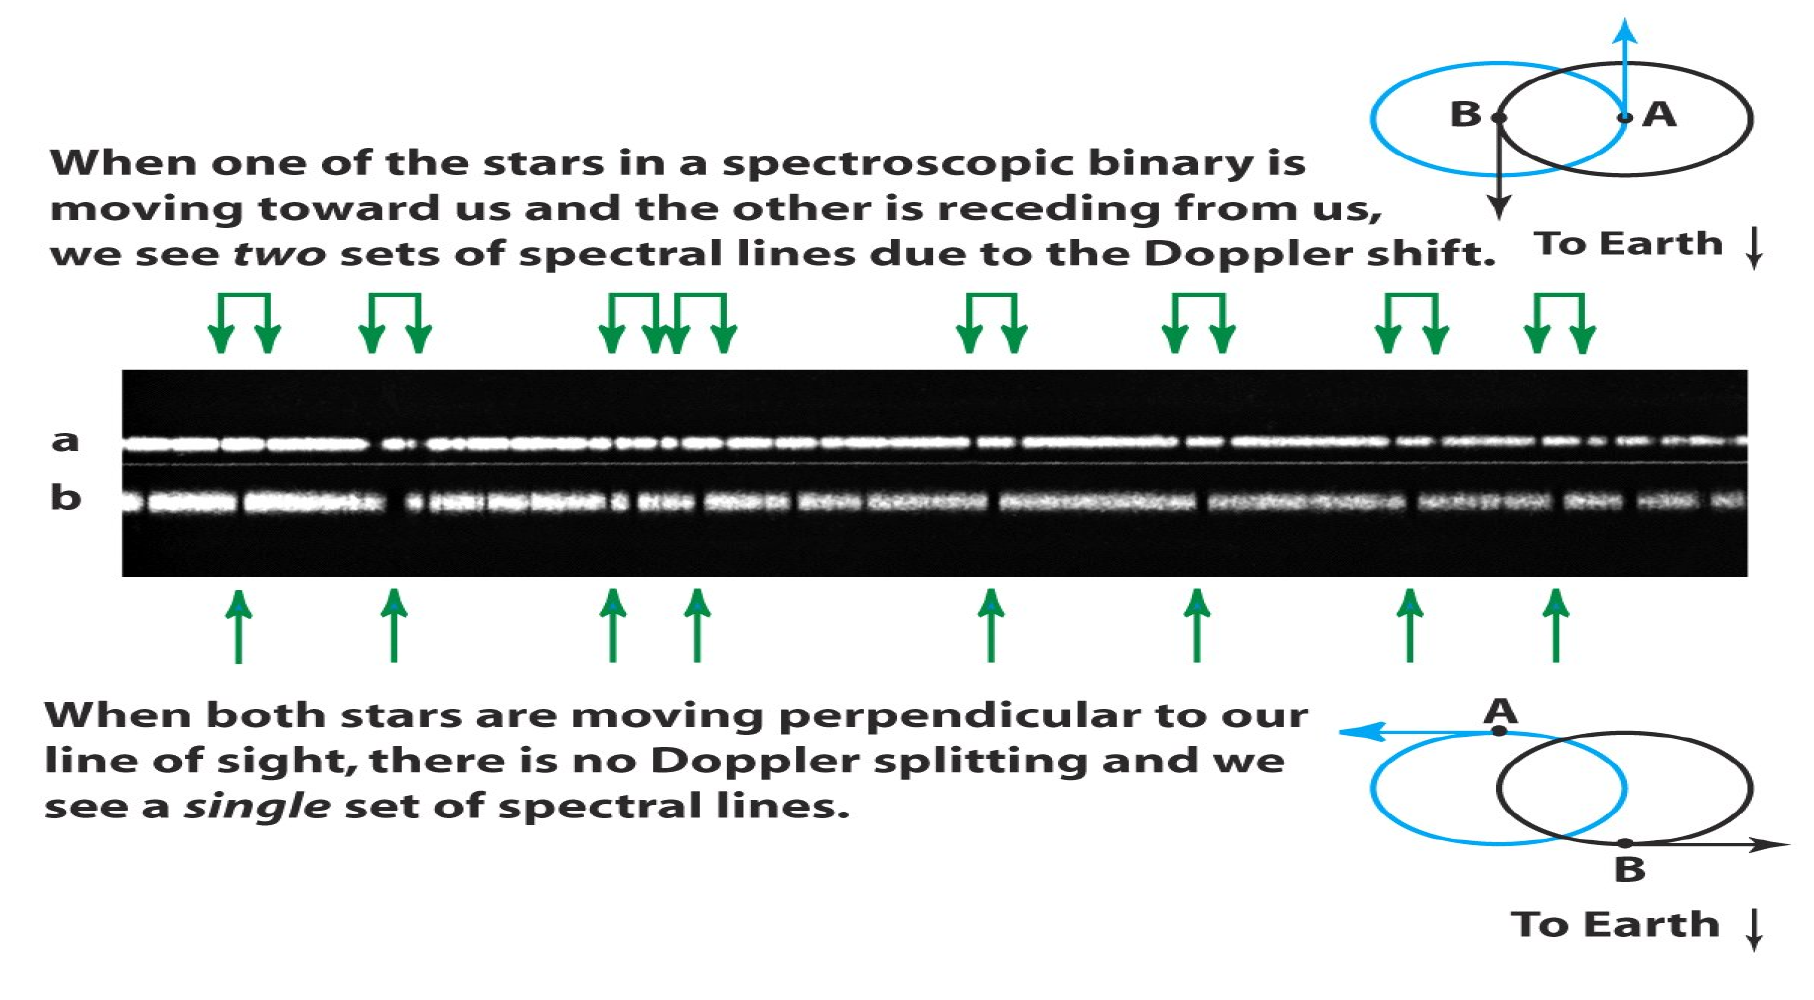 B A
When one of the stars in a spectroscopic binary is
moving toward us and the other is receding from us,
we see two sets of spectral lines due to the Doppler shift.
To Earth
a
b
When both stars are moving perpendicular to our
line of sight, there is no Doppler splitting and we
see a single set of spectral lines.
A
B
To Earth